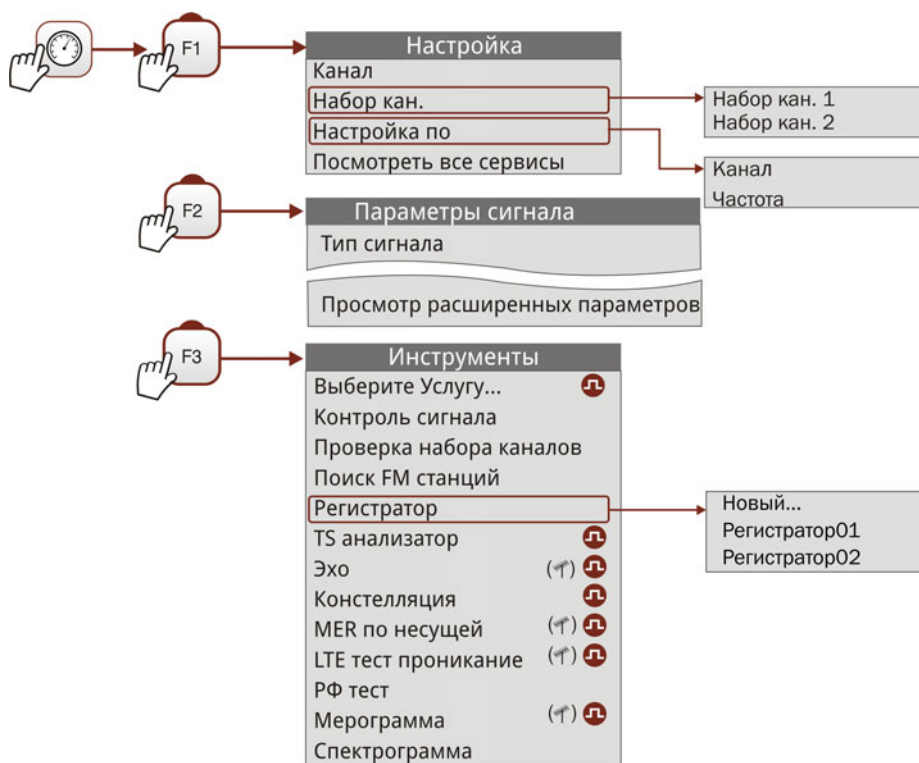 F1
Настройка
Канал
Набор кан.
Настройка по
Посмотреть все сервисы
Набор кан. 1
Набор кан. 2
Канал
Частота
F2
Параметры сигнала
Тип сигнала
Просмотр расширенных параметров
F3
Инструменты
Выберите Услугу...
Контроль сигнала
Проверка набора каналов
Поиск FM станций
Регистратор
TS анализатор
Эхо
Констелляция
MER по несущей
LTE тест проникание
РФ тест
Мерограмма
Спектрограмма
Новый...
Регистратор01
Регистратор02